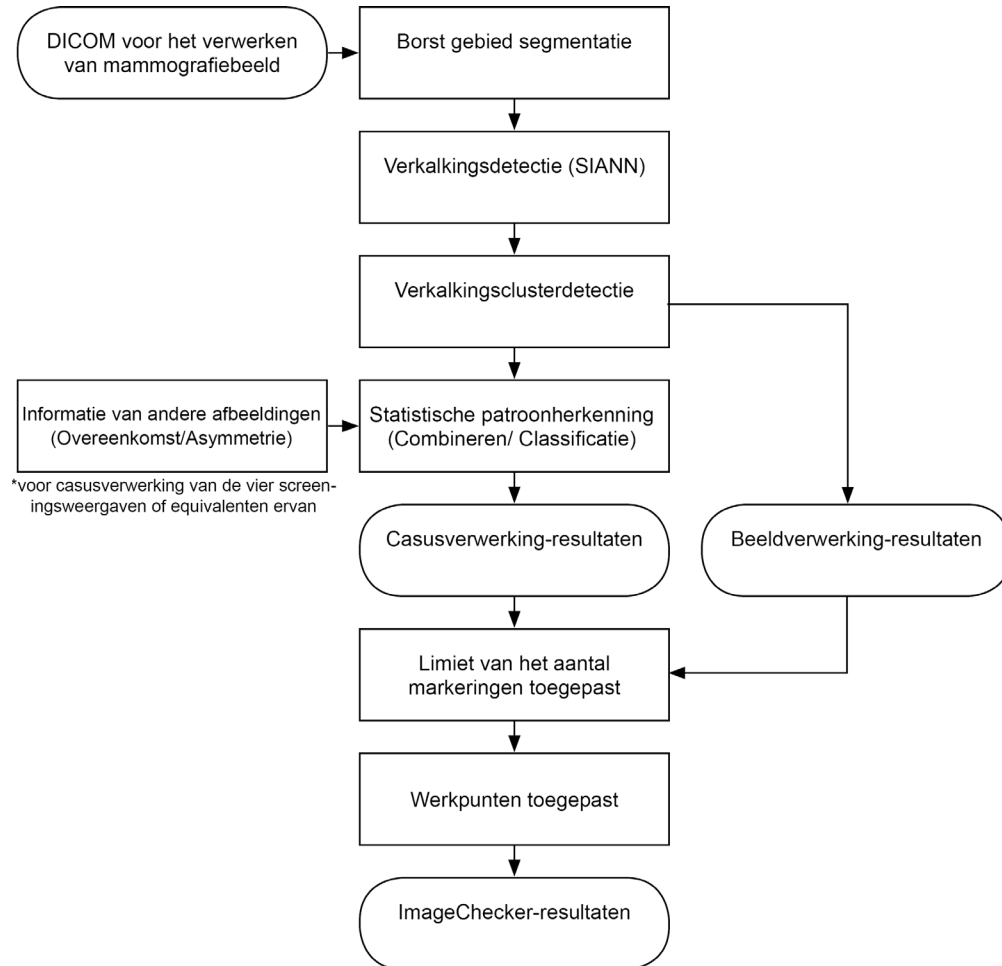 DICOM voor het verwerken
van mammografiebeeld
Borst gebied segmentatie
Verkalkingsdetectie (SIANN)
Verkalkingsclusterdetectie
Informatie van andere afbeeldingen
(Overeenkomst/Asymmetrie)
*voor casusverwerking van de vier screen-
ingsweergaven of equivalenten ervan
Statistische patroonherkenning
(Combineren/ Classificatie)
Casusverwerking-resultaten
Beeldverwerking-resultaten
Limiet van het aantal
markeringen toegepast
Werkpunten toegepast
ImageChecker-resultaten